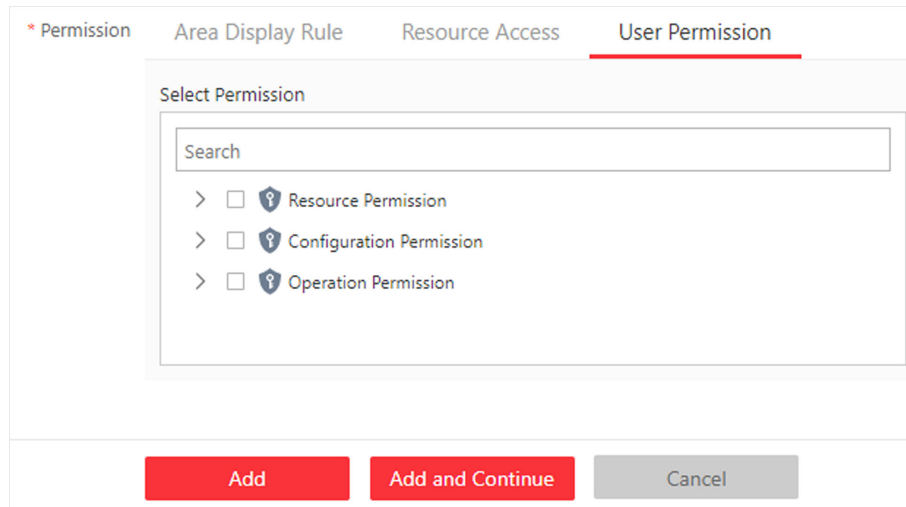 * Permission Area Display Rule Resource Access User Permission
Select Permission
Search
Resource Permission
Configuration Permission
Operation Permission
Add Add and Continue Cancel